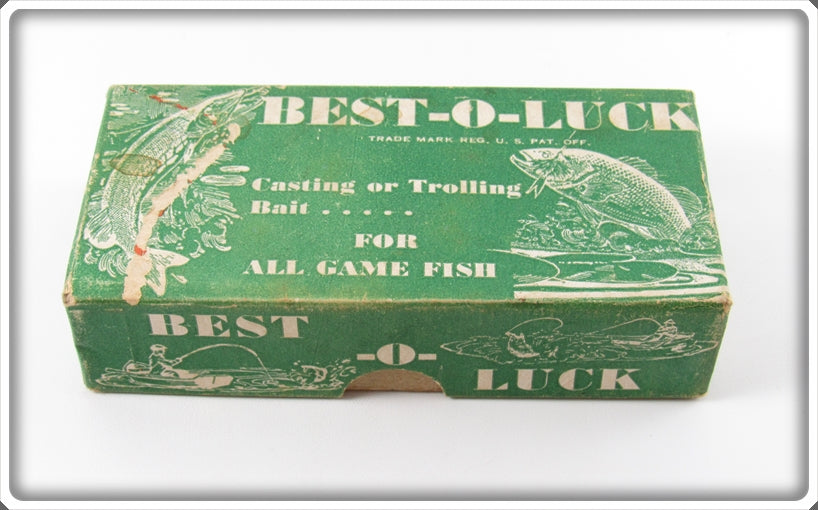 BEST-O-LUCK
TRADE MARK REG. U. S. PAT. OFF.
Casting or Trolling
Bait . . . . .
FOR
ALL GAME FISH
BEST
-O-
LUCK